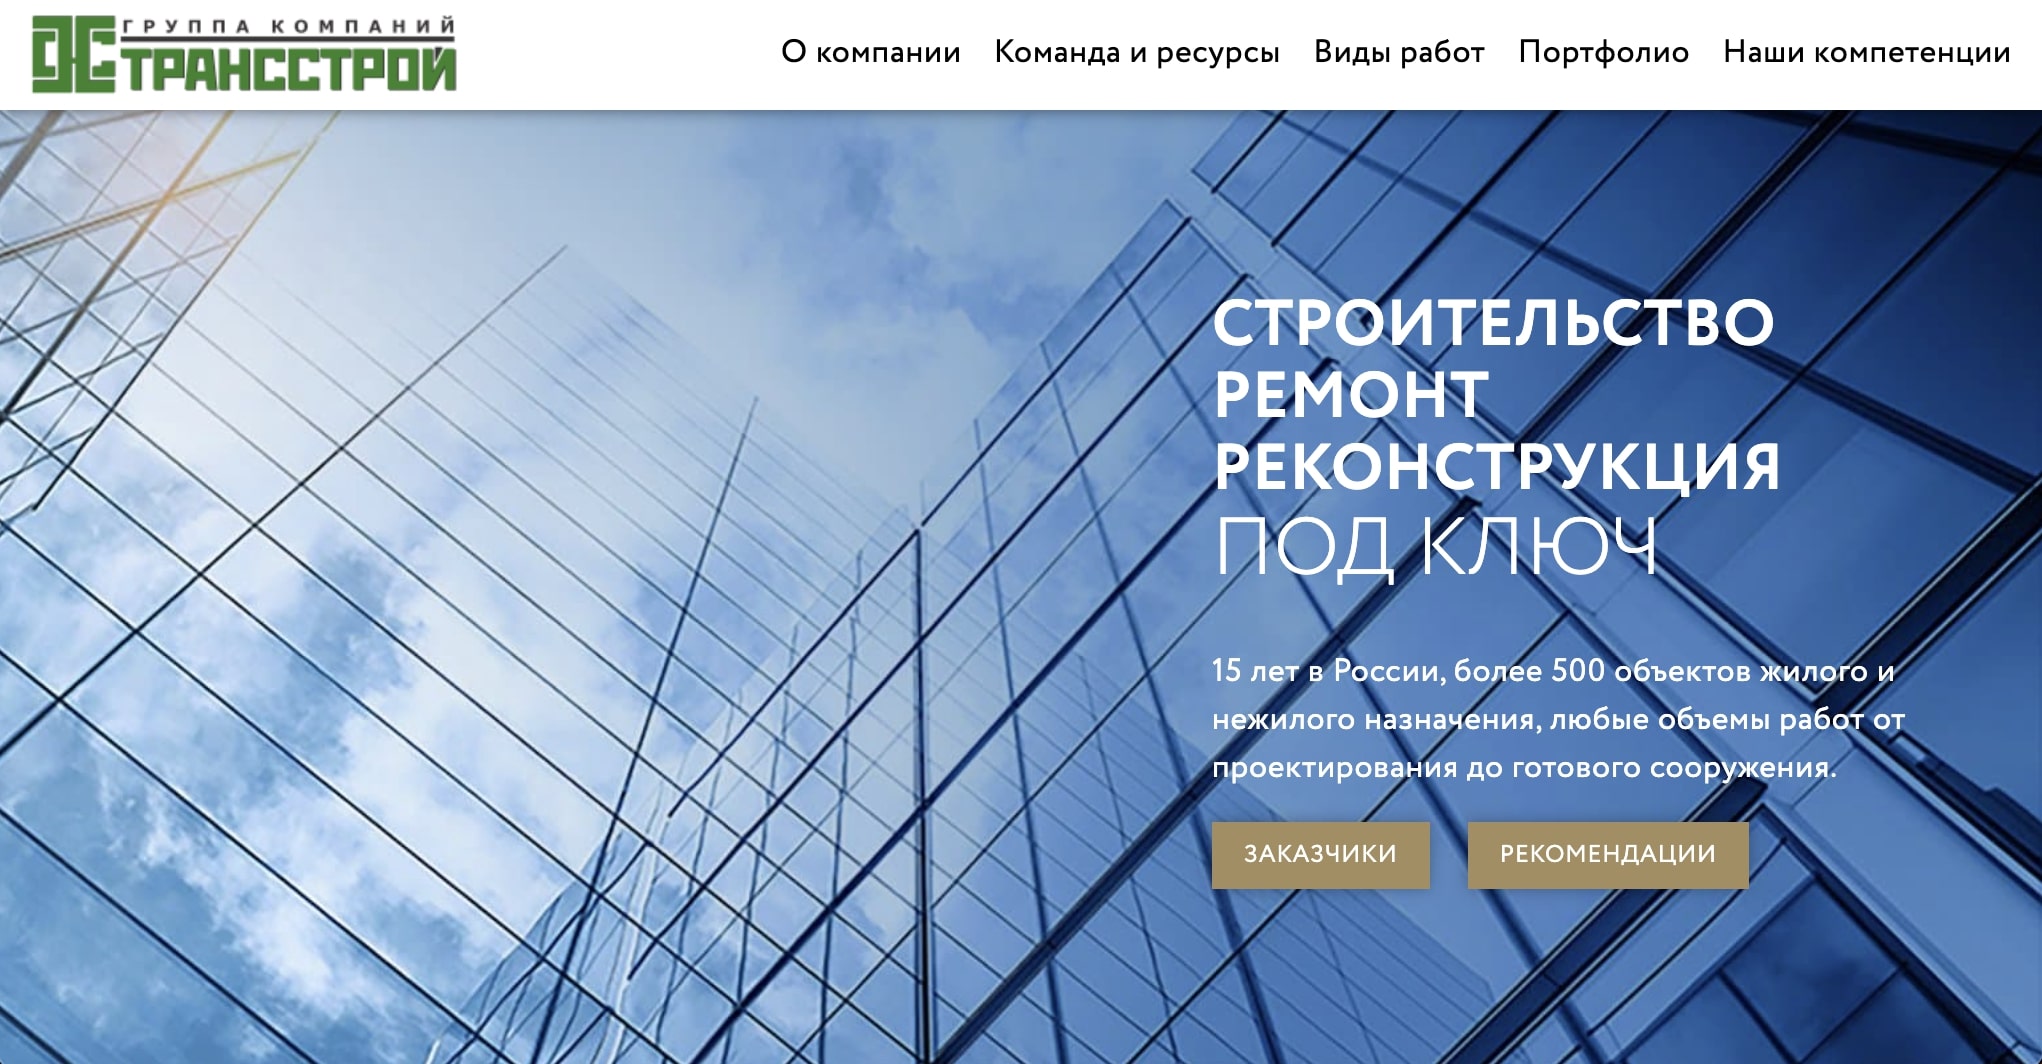 ГРУППА КОМПАНИЙ
ТРАНССТРОЙ
О компании Команда и ресурсы Виды работ Портфолио Наши компетенции
СТРОИТЕЛЬСТВО
РЕМОНТ
РЕКОНСТРУКЦИЯ
ПОД КЛЮЧ
15 лет в России, более 500 объектов жилого и
нежилого назначения, любые объемы работ от
проектирования до готового сооружения.
ЗАКАЗЧИКИ РЕКОМЕНДАЦИИ